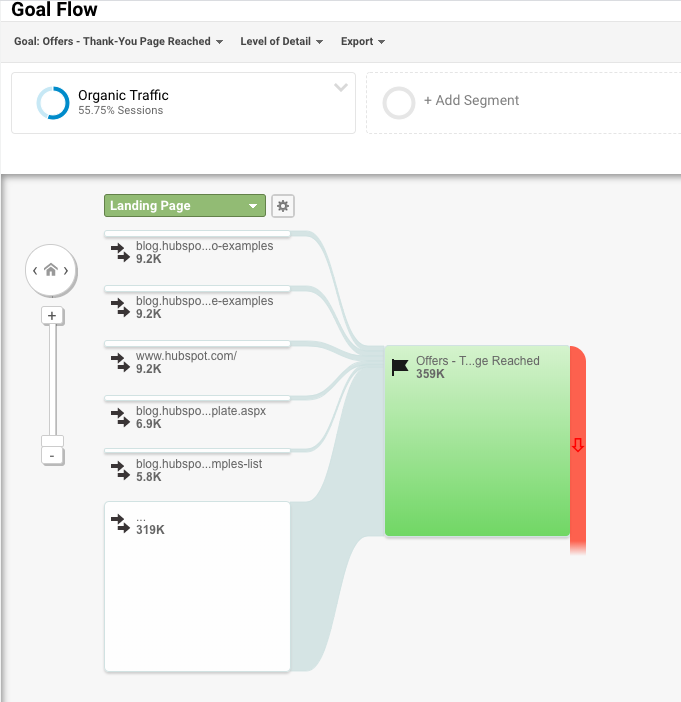 Goal Flow
Goal: Offers - Thank-You Page Reached
Level of Detail
Export
Organic Traffic
55.75% Sessions
+ Add Segment
Landing Page
blog.hubspo...o-examples
9.2K
blog.hubspo...e-examples
9.2K
www.hubspot.com/
9.2K
blog.hubspo...plate.aspx
6.9K
blog.hubspo...mples-list
5.8K
...
319K
Offers - T...ge Reached
359K
+
-